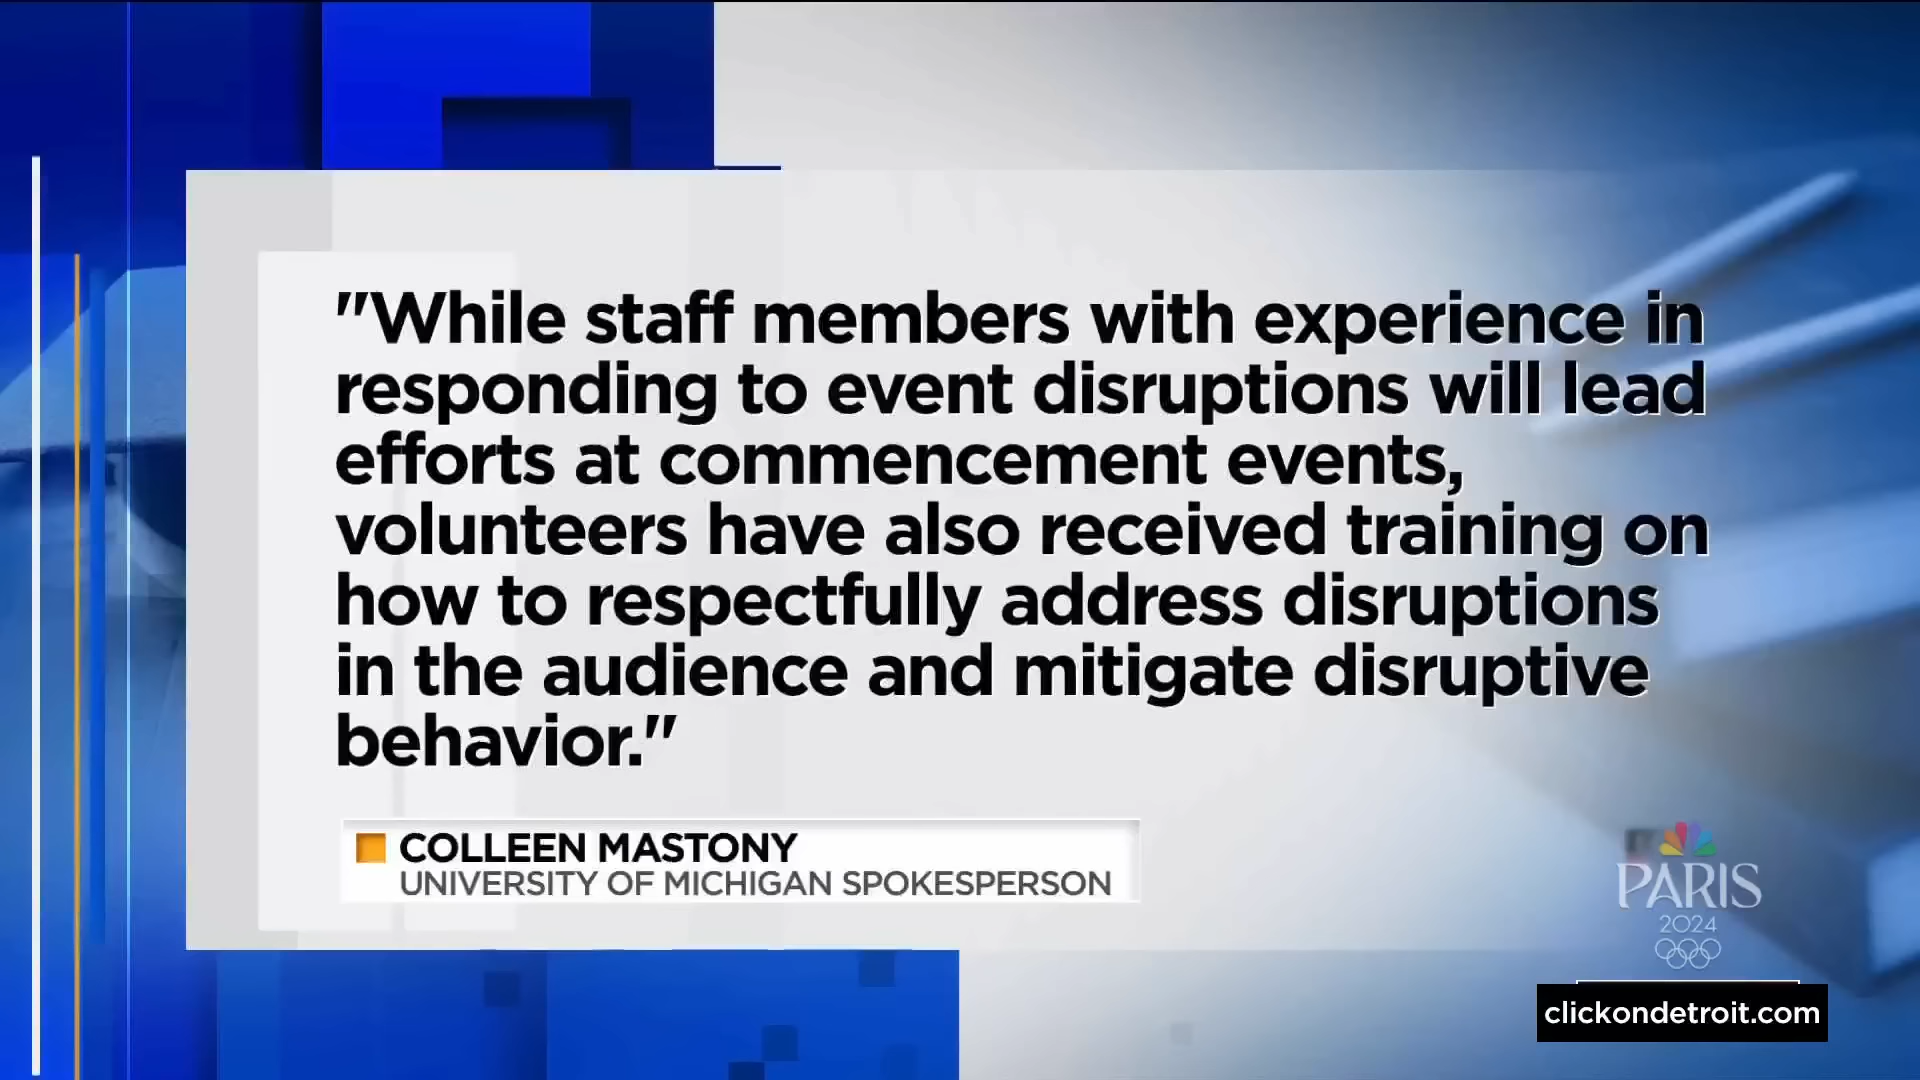 "While staff members with experience in
responding to event disruptions will lead
efforts at commencement events,
volunteers have also received training on
how to respectfully address disruptions
in the audience and mitigate disruptive
behavior."
COLLEEN MASTONY
UNIVERSITY OF MICHIGAN SPOKESPERSON
PARIS
2024
clickondetroit.com